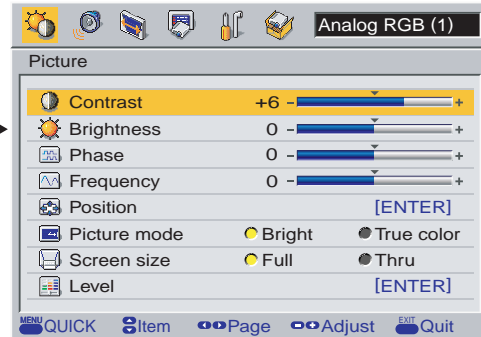 Analog RGB (1)
Picture
Contrast +6 - +
Brightness 0 - +
Phase 0 - +
Frequency 0 - +
Position [ENTER]
Picture mode Bright True color
Screen size Full Thru
Level [ENTER]
MENU QUICK Item Page Adjust EXIT Quit